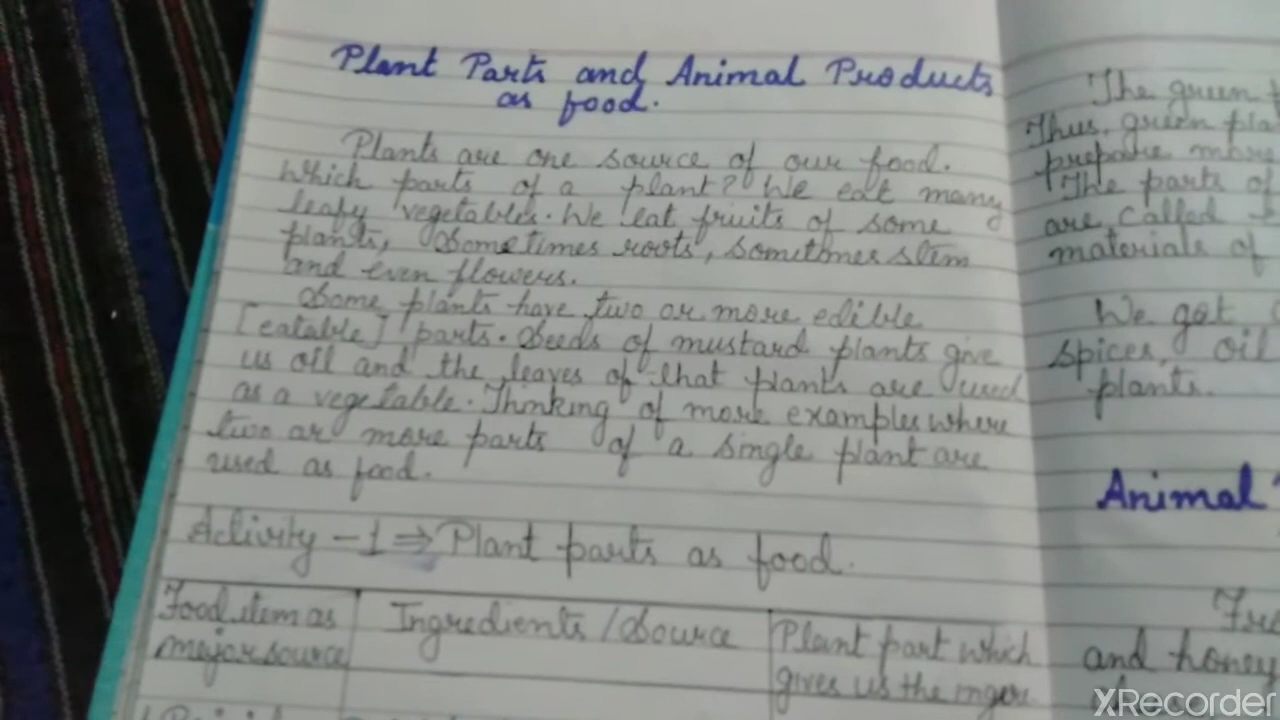 Plant Parts and Animal Products
as food.
Plants are one source of our food.
Which parts of a plant? We eat many
leafy vegetables. We eat fruits of some
plants, Sometimes roots, sometimes stem
and even flowers.
Some plants have two or more edible
[eatable] parts. Seeds of mustard plants give
us oil and the leaves of that plants are used
as a vegetable. Thinking of more examples where
two or more parts of a single plant are
used as food.
Activity - 1 ⇒ Plant parts as food.
Food item as
major source
Ingredients / Source
Plant part which
gives us the ingre
The green
Thus, green pla
prepare more
The parts of
are called
materials of
We get
spices, oil
plants.
Animal
and honey
XRecorder